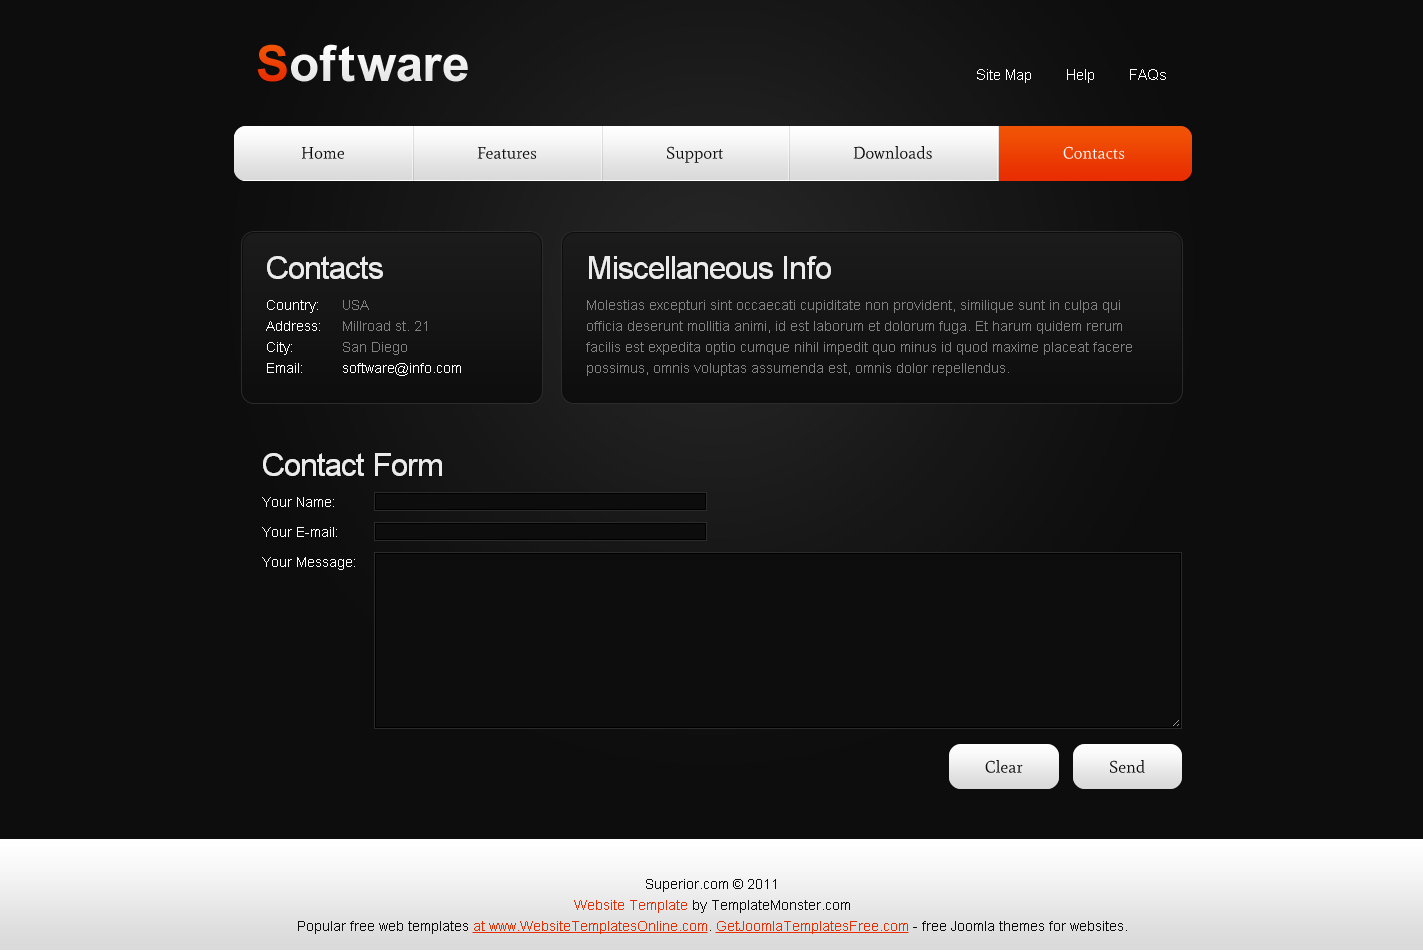 Software
Site Map Help FAQs
Home Features Support Downloads Contacts
Contacts
Country: USA
Address: Millroad st. 21
City: San Diego
Email: software@info.com
Miscellaneous Info
Molestias excepturi sint occaecati cupiditate non provident, similique sunt in culpa qui
officia deserunt mollitia animi, id est laborum et dolorum fuga. Et harum quidem rerum
facilis est expedita optio cumque nihil impedit quo minus id quod maxime placeat facere
possimus, omnis voluptas assumenda est, omnis dolor repellendus.
Contact Form
Your Name:
Your E-mail:
Your Message:
Clear Send
Superior.com © 2011
Website Template by TemplateMonster.com
Popular free web templates at www.WebsiteTemplatesOnline.com. GetJoomlaTemplatesFree.com - free Joomla themes for websites.